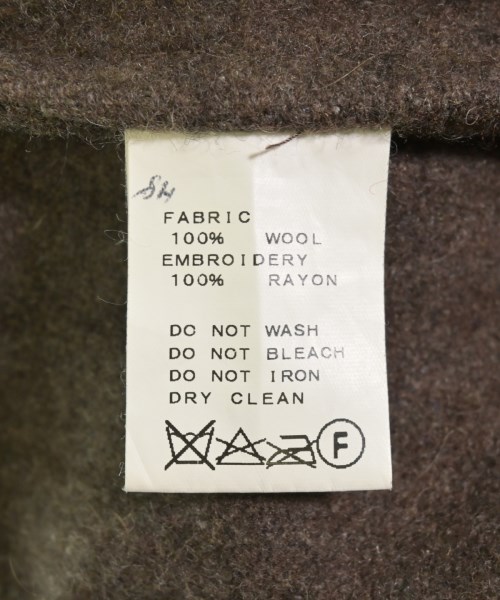 FABRIC
100% WOOL
EMBROIDERY
100% RAYON
DO NOT WASH
DO NOT BLEACH
DO NOT IRON
DRY CLEAN
F